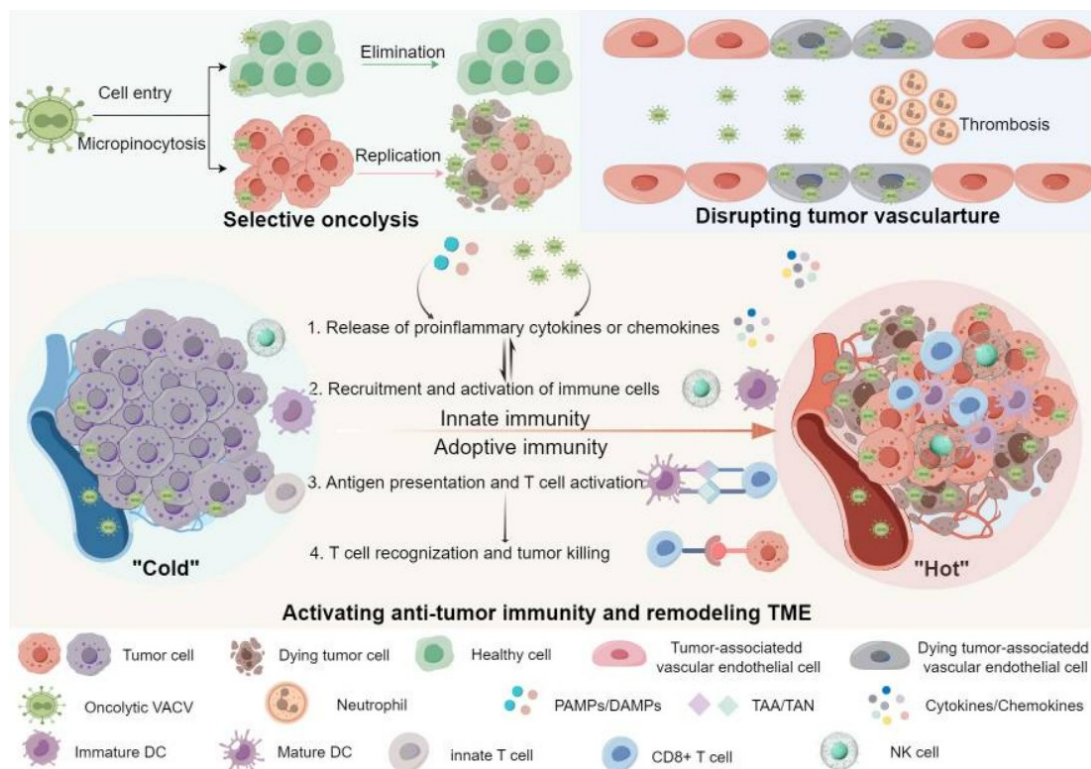 Cell entry
Micropinocytosis
Elimination
Replication
Selective oncolysis
Thrombosis
Disrupting tumor vascularture
1. Release of proinflammary cytokines or chemokines
2. Recruitment and activation of immune cells
Innate immunity
Adoptive immunity
3. Antigen presentation and T cell activation
4. T cell recognization and tumor killing
"Cold"
"Hot"
Activating anti-tumor immunity and remodeling TME
Tumor cell
Dying tumor cell
Healthy cell
Tumor-associatedd
vascular endothelial cell
Dying tumor-associatedd
vascular endothelial cell
Oncolytic VACV
Neutrophil
PAMPs/DAMPs
TAA/TAN
Cytokines/Chemokines
Immature DC
Mature DC
innate T cell
CD8+ T cell
NK cell